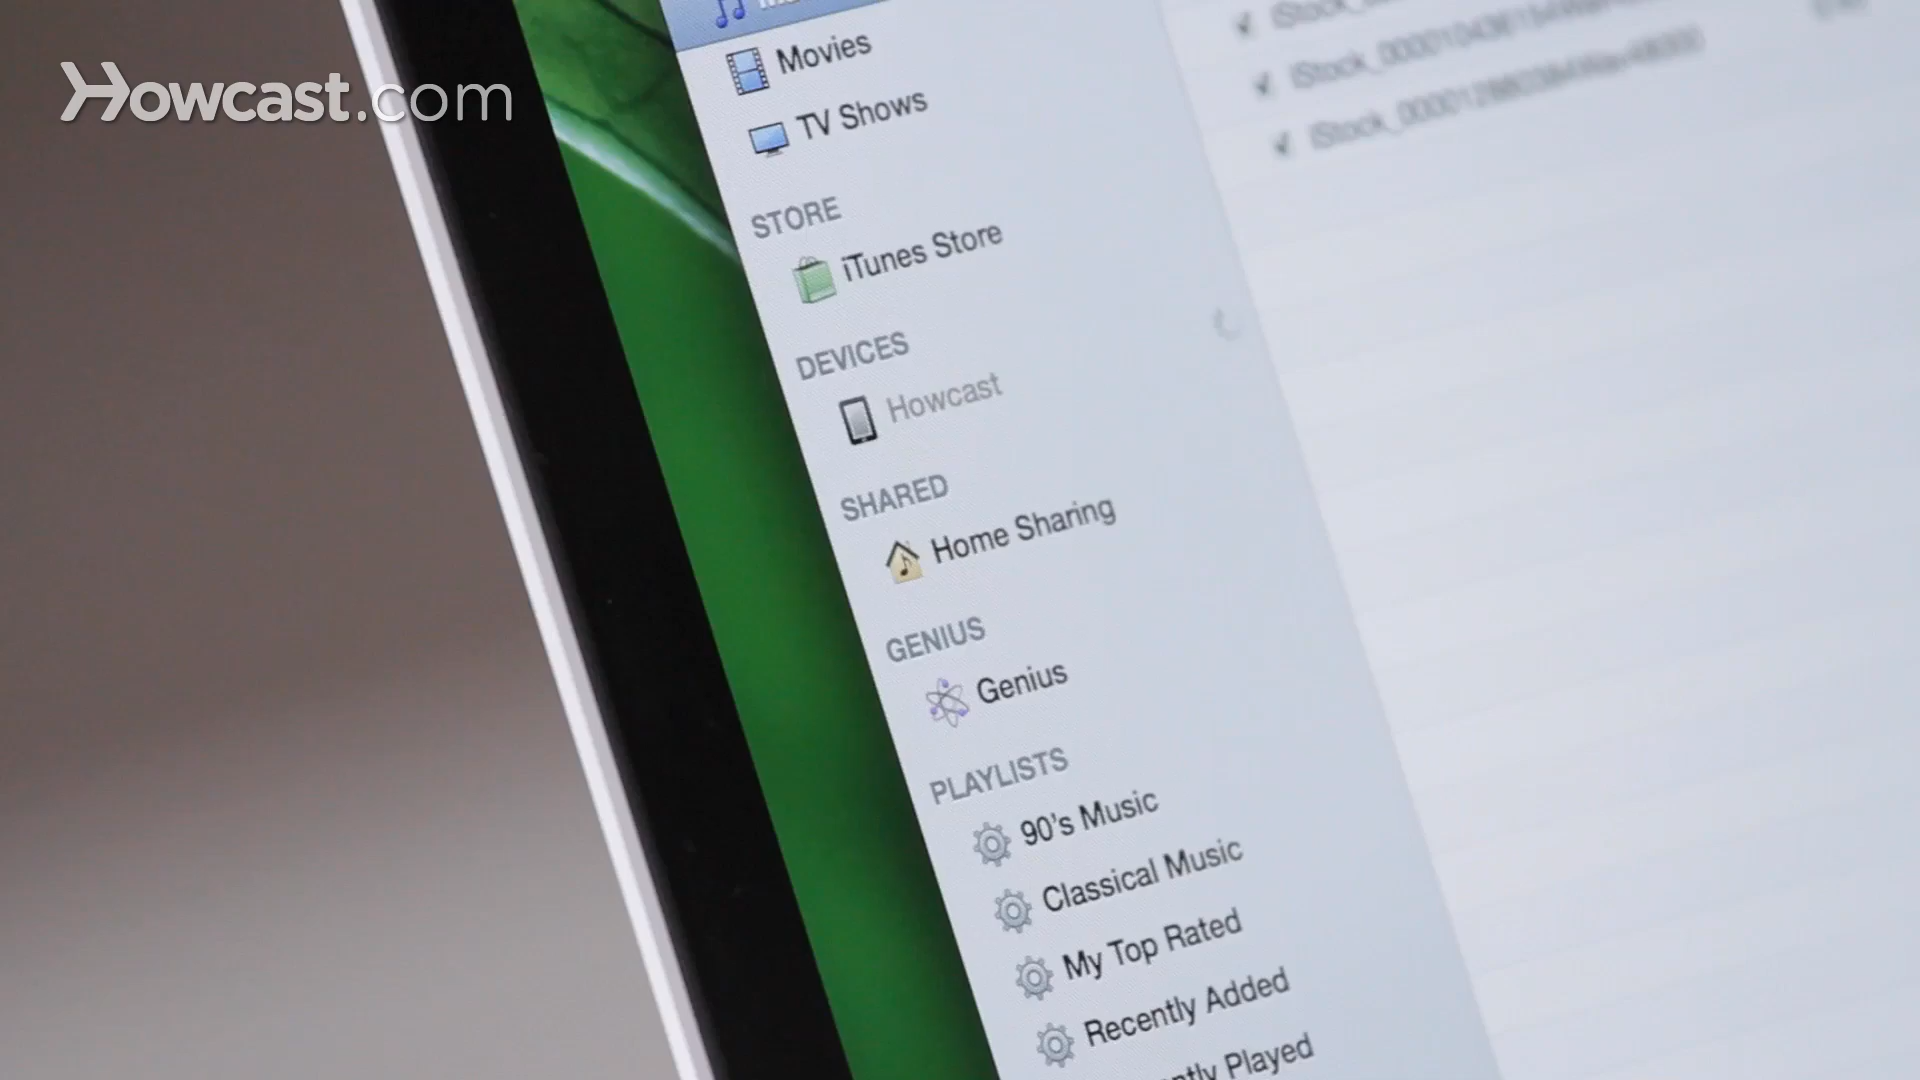 Howcast.com
Movies
TV Shows
STORE
iTunes Store
DEVICES
Howcast
SHARED
Home Sharing
GENIUS
Genius
PLAYLISTS
90's Music
Classical Music
My Top Rated
Recently Added
Played